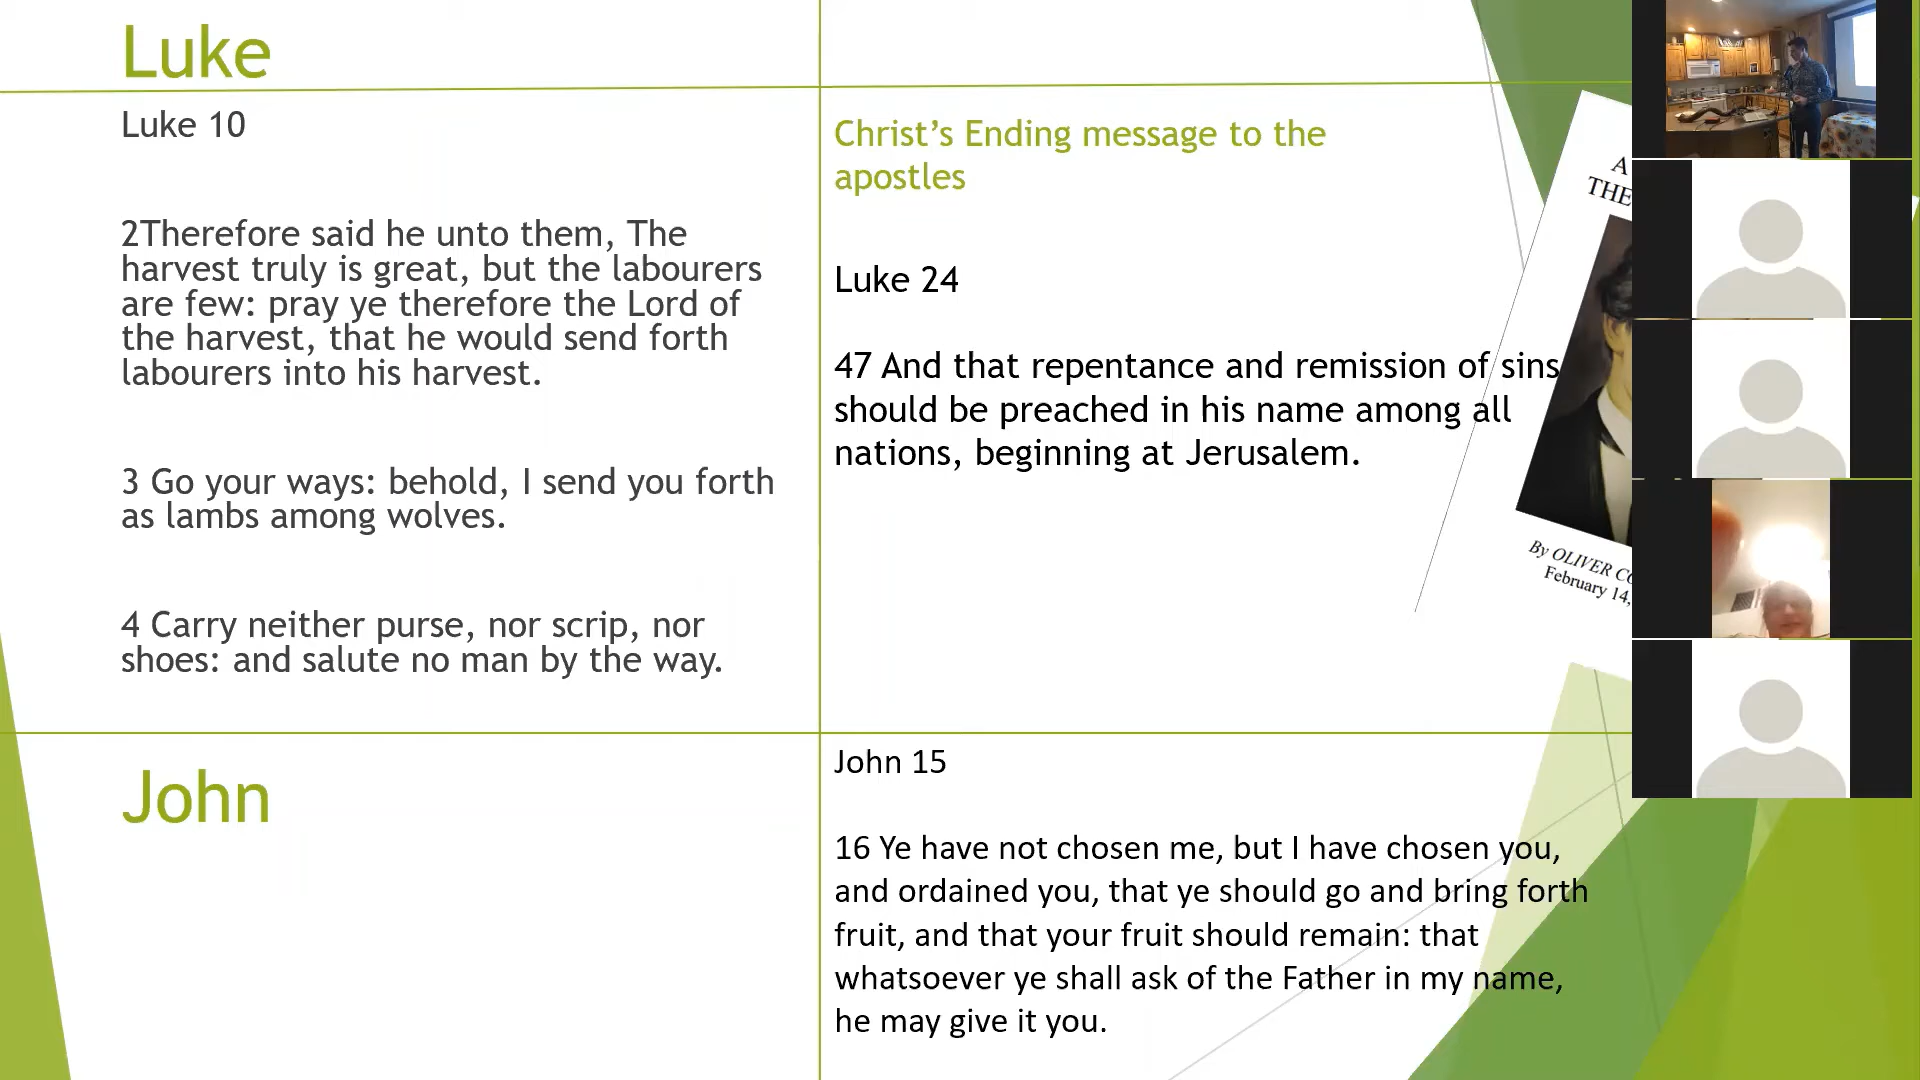 Luke
Luke 10
2Therefore said he unto them, The
harvest truly is great, but the labourers
are few: pray ye therefore the Lord of
the harvest, that he would send forth
labourers into his harvest.
3 Go your ways: behold, I send you forth
as lambs among wolves.
4 Carry neither purse, nor scrip, nor
shoes: and salute no man by the way.
Christ’s Ending message to the
apostles
Luke 24
47 And that repentance and remission of sins
should be preached in his name among all
nations, beginning at Jerusalem.
A
THE
By OLIVER CO
February 14,
John
John 15
16 Ye have not chosen me, but I have chosen you,
and ordained you, that ye should go and bring forth
fruit, and that your fruit should remain: that
whatsoever ye shall ask of the Father in my name,
he may give it you.